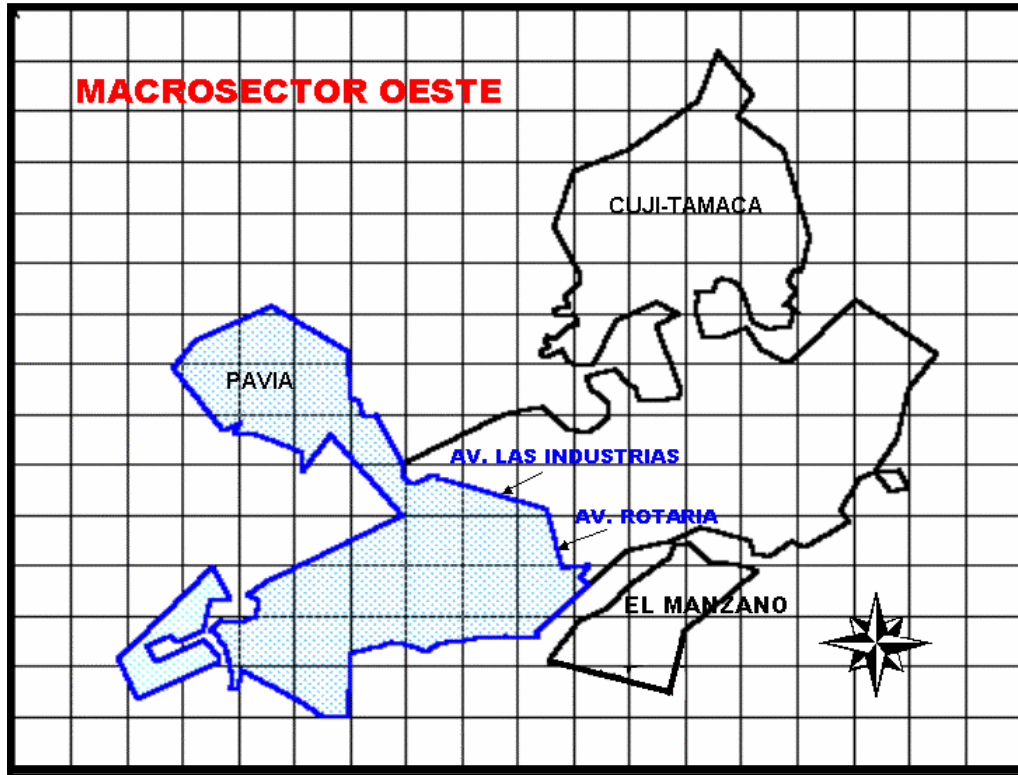 MACROSECTOR OESTE
CUJI-TAMACA
PAVIA
AV. LAS INDUSTRIAS
AV. ROTARIA
EL MANZANO